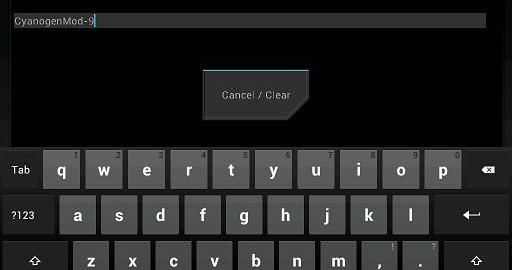 CyanogenMod-9
Cancel / Clear
1 2 3 4 5 6 7 8 9 0
Tab q w e r t y u i o p
?123 a s d f g h j k l
! ?
z x c v b n m , .